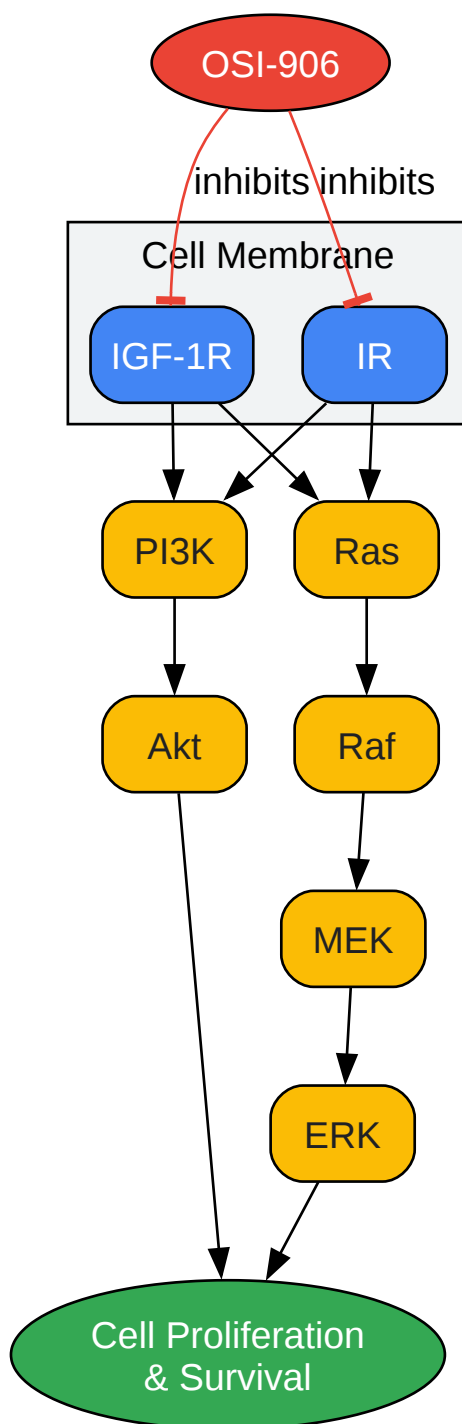 OSI-906
inhibits inhibits
Cell Membrane
IGF-1R IR
PI3K Ras
Akt Raf
MEK
ERK
Cell Proliferation
& Survival